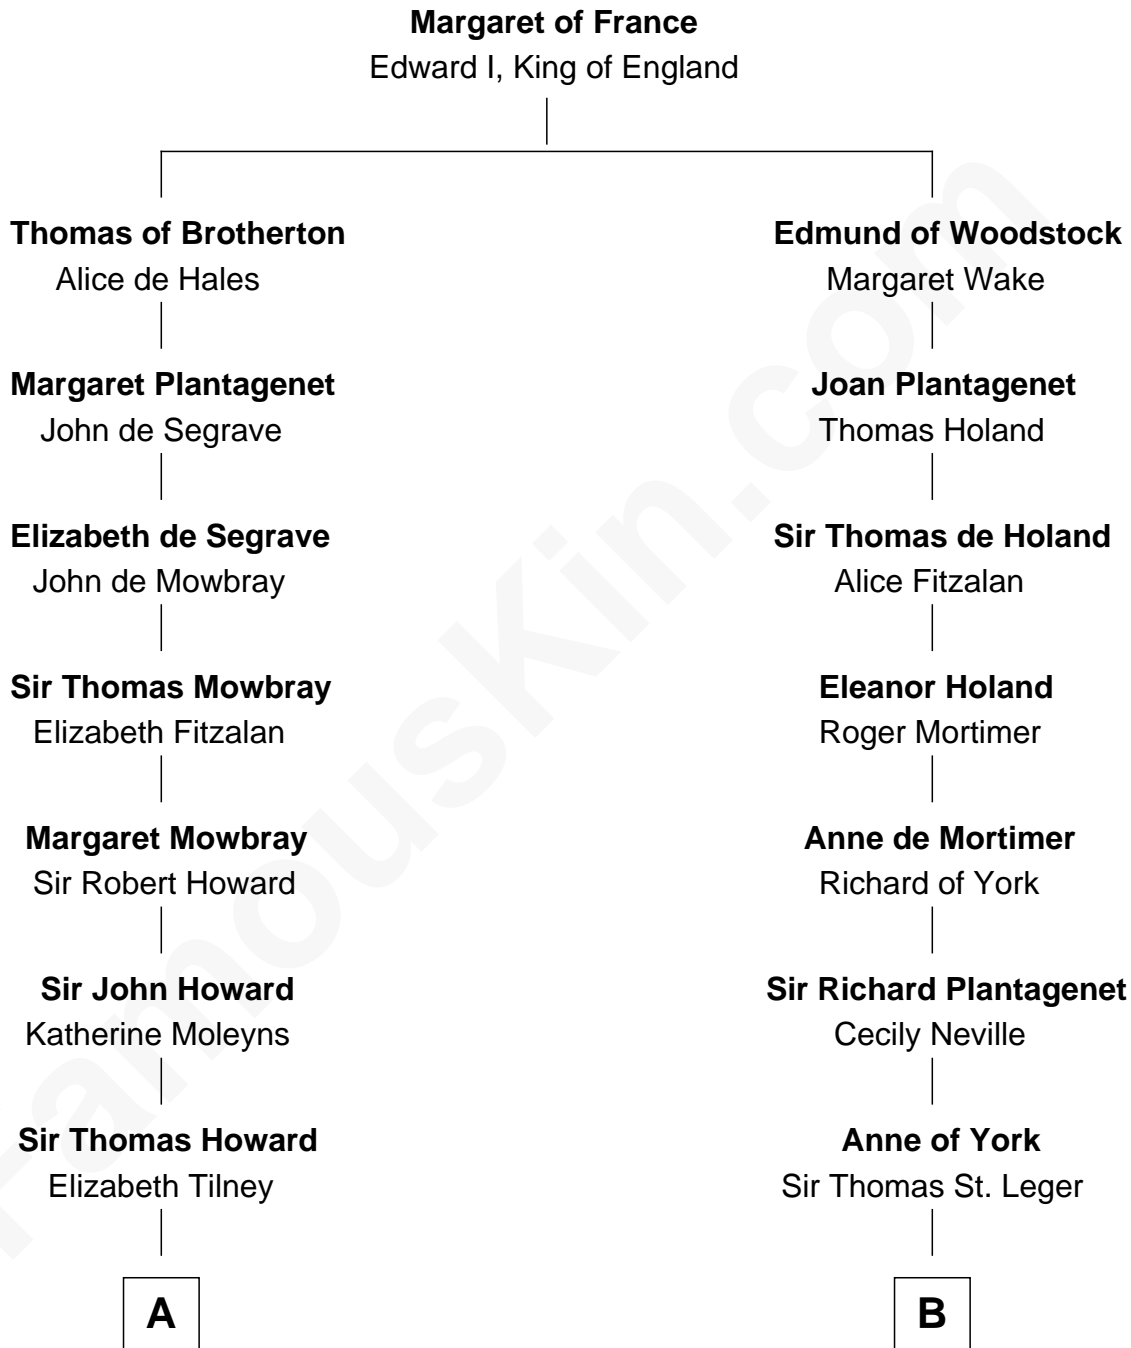 Margaret of France
Edward I, King of England
Thomas of Brotherton
Alice de Hales
Edmund of Woodstock
Margaret Wake
Margaret Plantagenet
John de Segrave
Joan Plantagenet
Thomas Holand
Elizabeth de Segrave
John de Mowbray
Sir Thomas de Holand
Alice Fitzalan
Sir Thomas Mowbray
Elizabeth Fitzalan
Eleanor Holand
Roger Mortimer
Margaret Mowbray
Sir Robert Howard
Anne de Mortimer
Richard of York
Sir John Howard
Katherine Moleyns
Sir Richard Plantagenet
Cecily Neville
Sir Thomas Howard
Elizabeth Tilney
Anne of York
Sir Thomas St. Leger
A
B
FamousKin.com